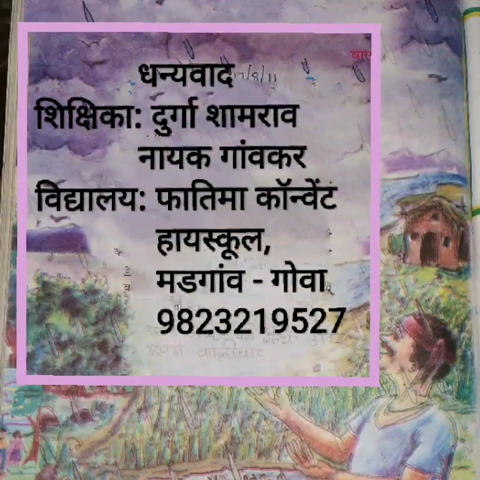 धन्यवाद
शिक्षिका: दुर्गा शामराव
नायक गांवकर
विद्यालय: फातिमा कॉन्वेंट
हायस्कूल,
मडगांव - गोवा
9823219527